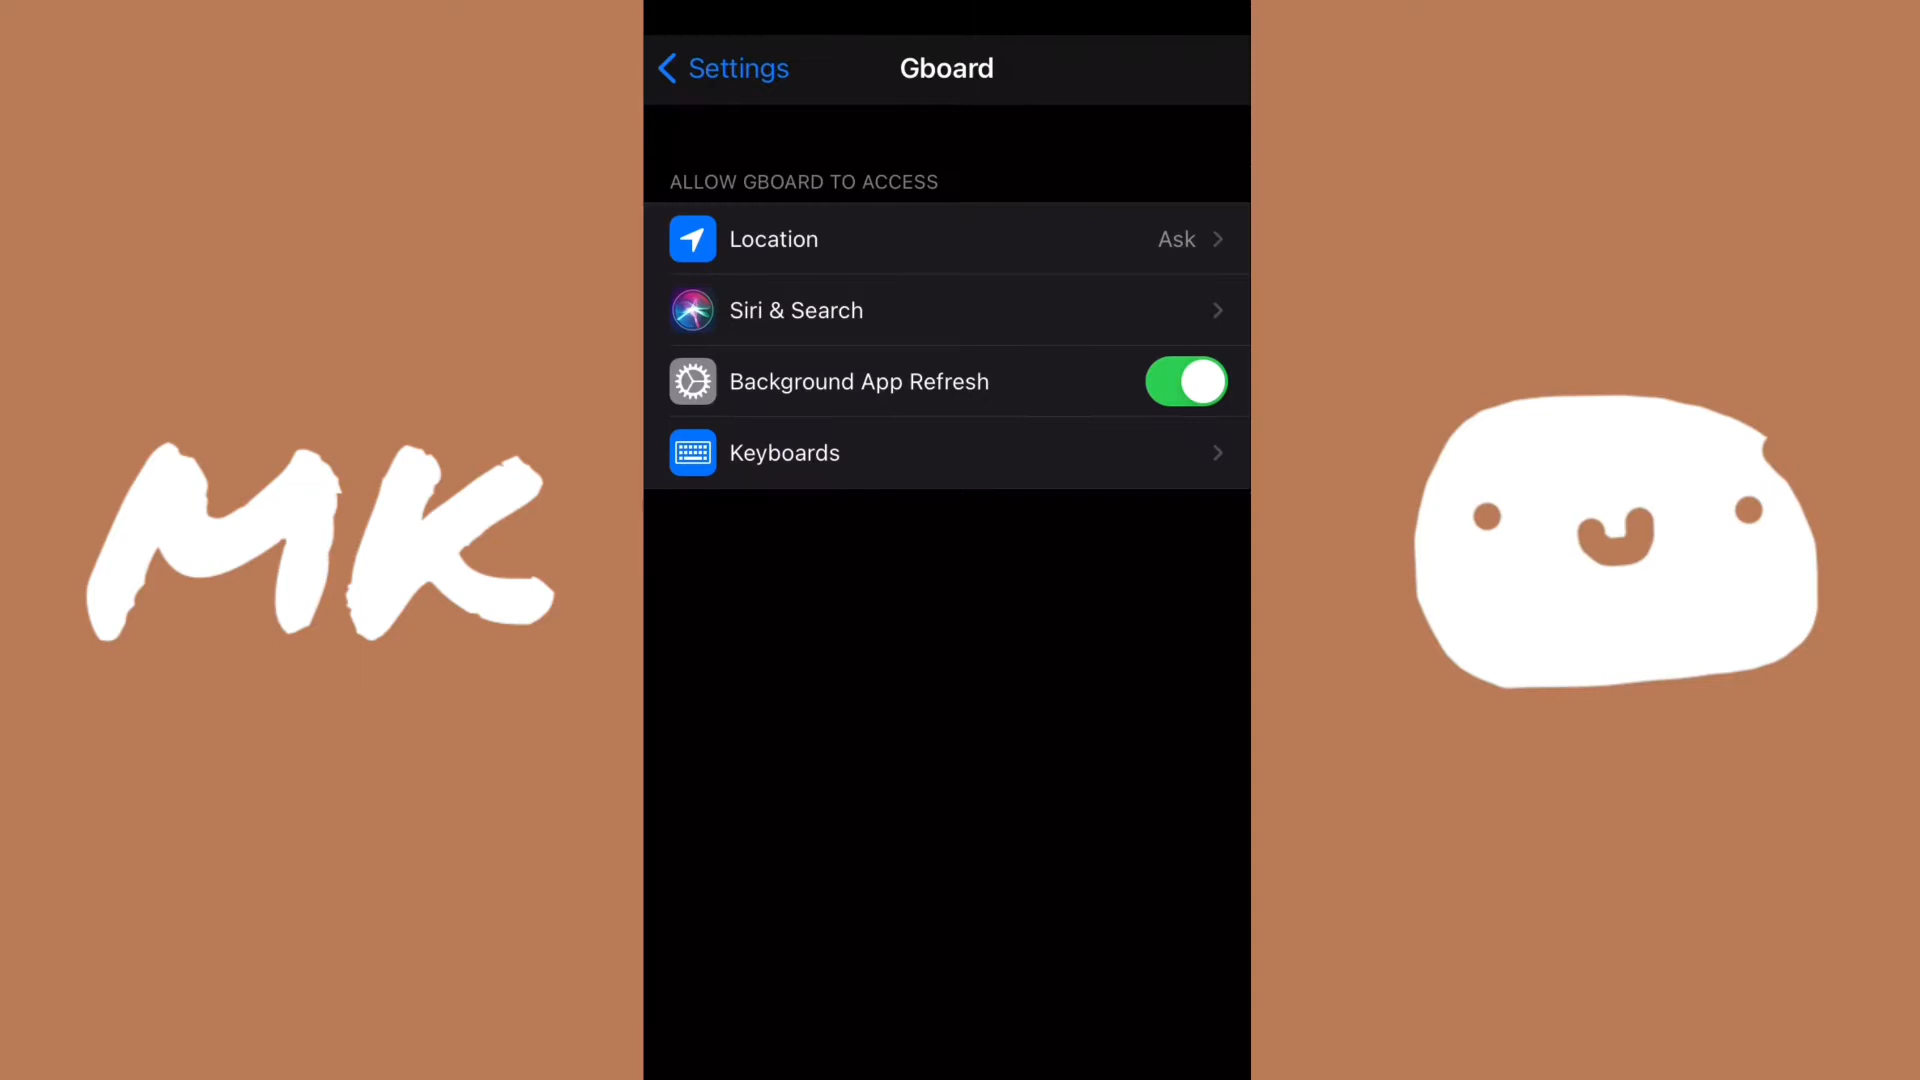 MK
Settings
Gboard
ALLOW GBOARD TO ACCESS
Location Ask
Siri & Search
Background App Refresh
Keyboards